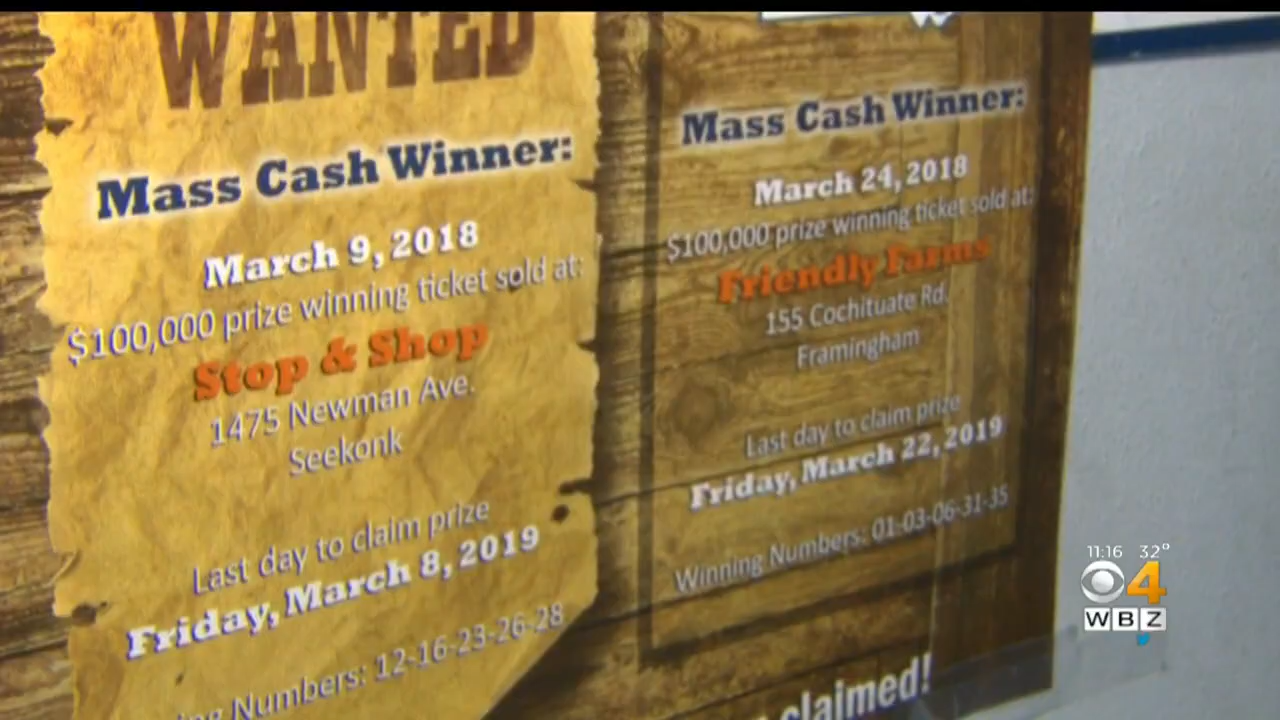 WANTED
Mass Cash Winner:
March 9, 2018
$100,000 prize winning ticket sold at:
Stop & Shop
1475 Newman Ave.
Seekonk
Last day to claim prize
Friday, March 8, 2019
Numbers: 12-16-23-26-28
Mass Cash Winner:
March 24, 2018
$100,000 prize winning ticket sold at:
Friendly Farms
155 Cochituate Rd.
Framingham
Last day to claim prize
Friday, March 22, 2019
Winning Numbers: 01-03-06-31-35
claimed!
11:16 32°
4
WBZ